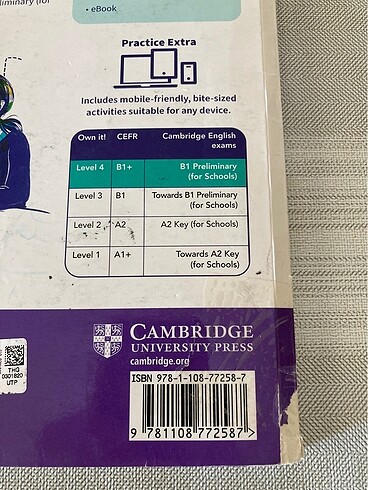 • eBook
Practice Extra
Includes mobile-friendly, bite-sized
activities suitable for any device.
Own it! CEFR Cambridge English
exams
Level 4 B1+ B1 Preliminary
(for Schools)
Level 3 B1 Towards B1 Preliminary
(for Schools)
Level 2 A2 A2 Key (for Schools)
Level 1 A1+ Towards A2 Key
(for Schools)
CAMBRIDGE
UNIVERSITY PRESS
cambridge.org
THG
0301820
UTP
ISBN 978-1-108-77258-7
9 781108 772587 >